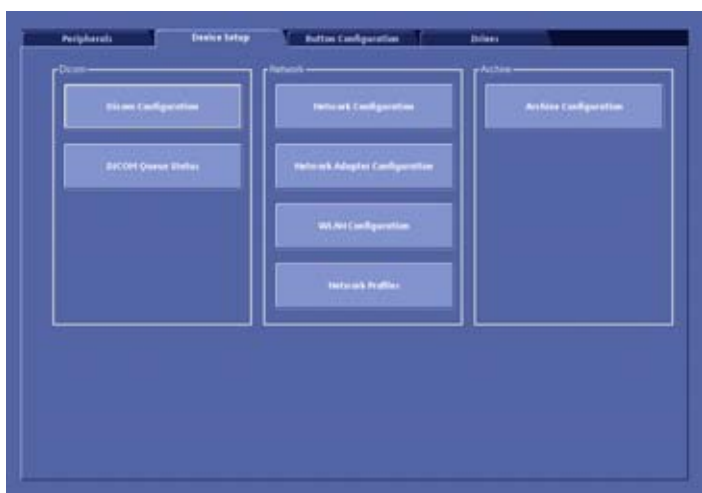 Peripherals Device Setup Button Configuration Drives
Dicom Network Archive
Dicom Configuration Network Configuration Archive Configuration
DICOM Queue Status Network Adapter Configuration
WLAN Configuration
Network Profiles